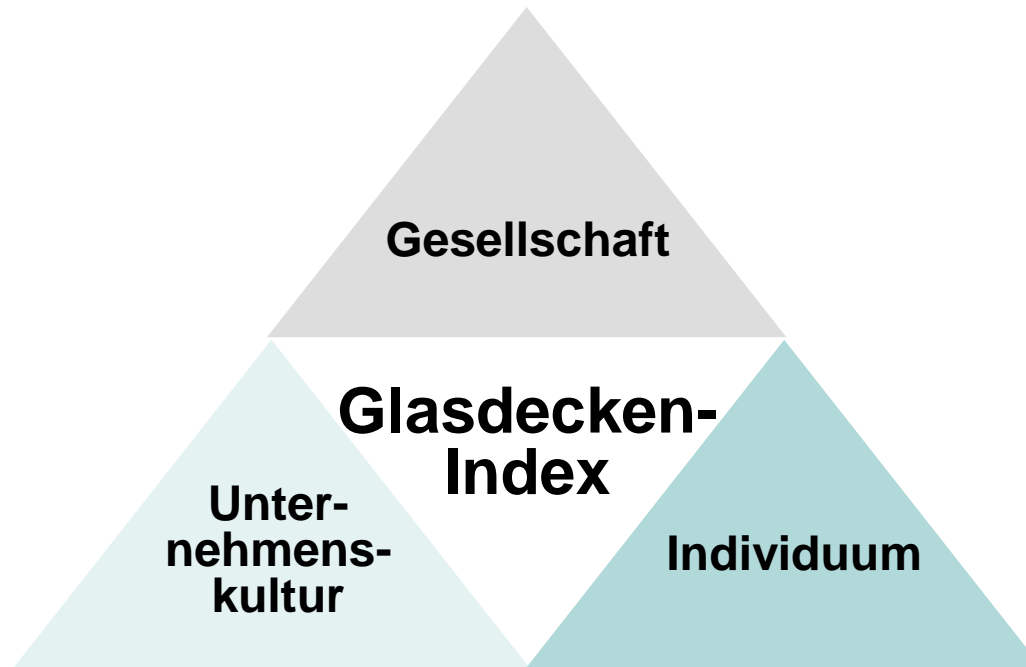 Gesellschaft
Glasdecken-
Index
Unter-
nehmens-
kultur
Individuum